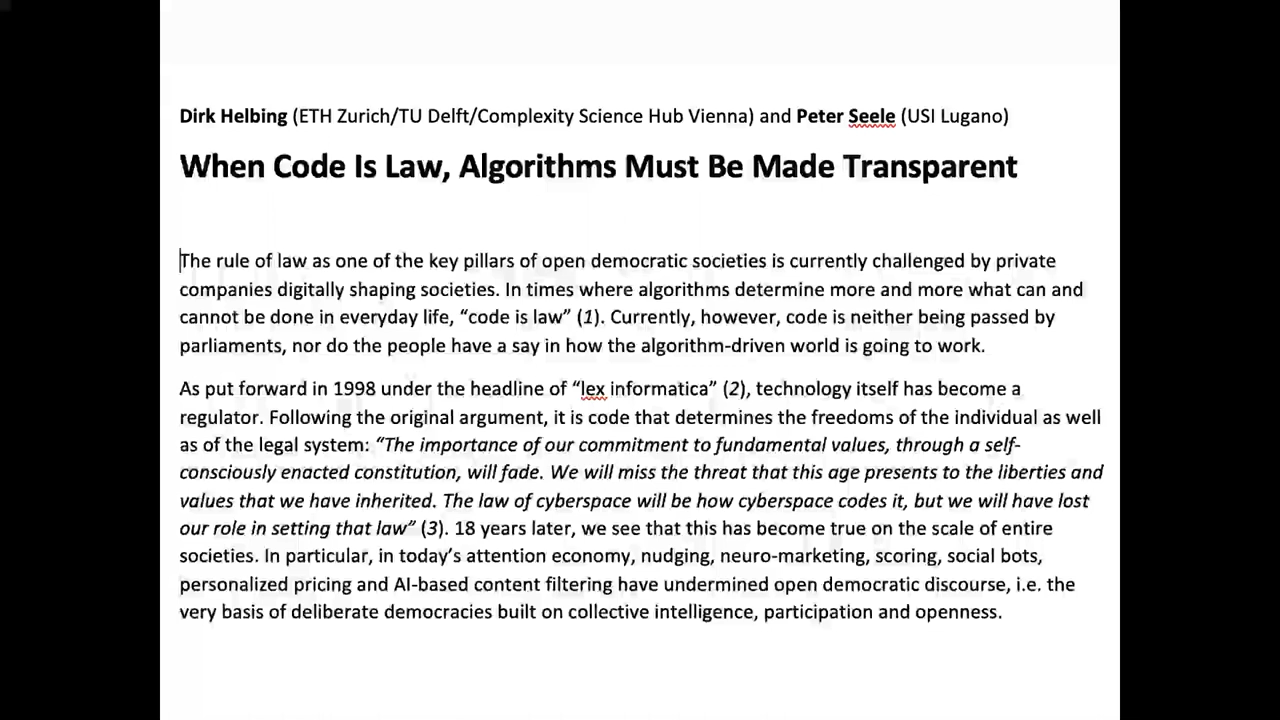 Dirk Helbing (ETH Zurich/TU Delft/Complexity Science Hub Vienna) and Peter Seele (USI Lugano)
When Code Is Law, Algorithms Must Be Made Transparent
The rule of law as one of the key pillars of open democratic societies is currently challenged by private
companies digitally shaping societies. In times where algorithms determine more and more what can and
cannot be done in everyday life, “code is law” (1). Currently, however, code is neither being passed by
parliaments, nor do the people have a say in how the algorithm-driven world is going to work.
As put forward in 1998 under the headline of “lex informatica” (2), technology itself has become a
regulator. Following the original argument, it is code that determines the freedoms of the individual as well
as of the legal system: “The importance of our commitment to fundamental values, through a self-
consciously enacted constitution, will fade. We will miss the threat that this age presents to the liberties and
values that we have inherited. The law of cyberspace will be how cyberspace codes it, but we will have lost
our role in setting that law” (3). 18 years later, we see that this has become true on the scale of entire
societies. In particular, in today’s attention economy, nudging, neuro-marketing, scoring, social bots,
personalized pricing and AI-based content filtering have undermined open democratic discourse, i.e. the
very basis of deliberate democracies built on collective intelligence, participation and openness.